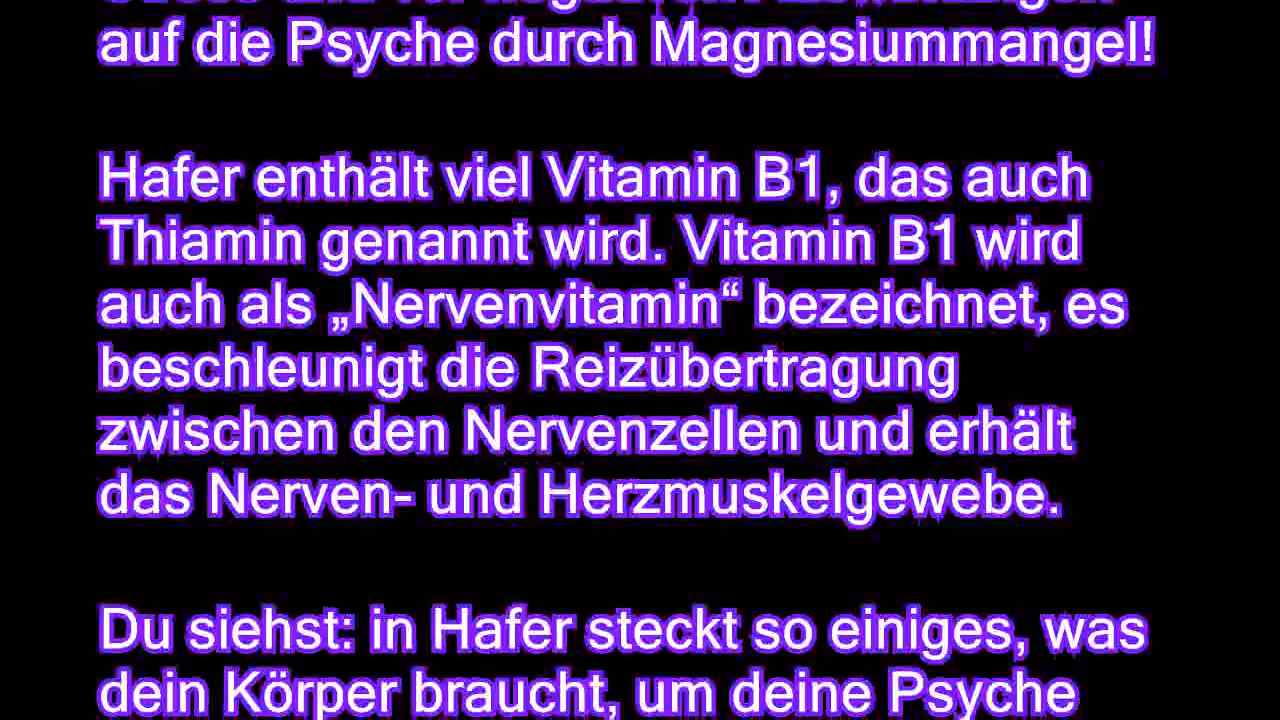 auf die Psyche durch Magnesiummangel!
Hafer enthält viel Vitamin B1, das auch
Thiamin genannt wird. Vitamin B1 wird
auch als „Nervenvitamin“ bezeichnet, es
beschleunigt die Reizübertragung
zwischen den Nervenzellen und erhält
das Nerven- und Herzmuskelgewebe.
Du siehst: in Hafer steckt so einiges, was
dein Körper braucht, um deine Psyche